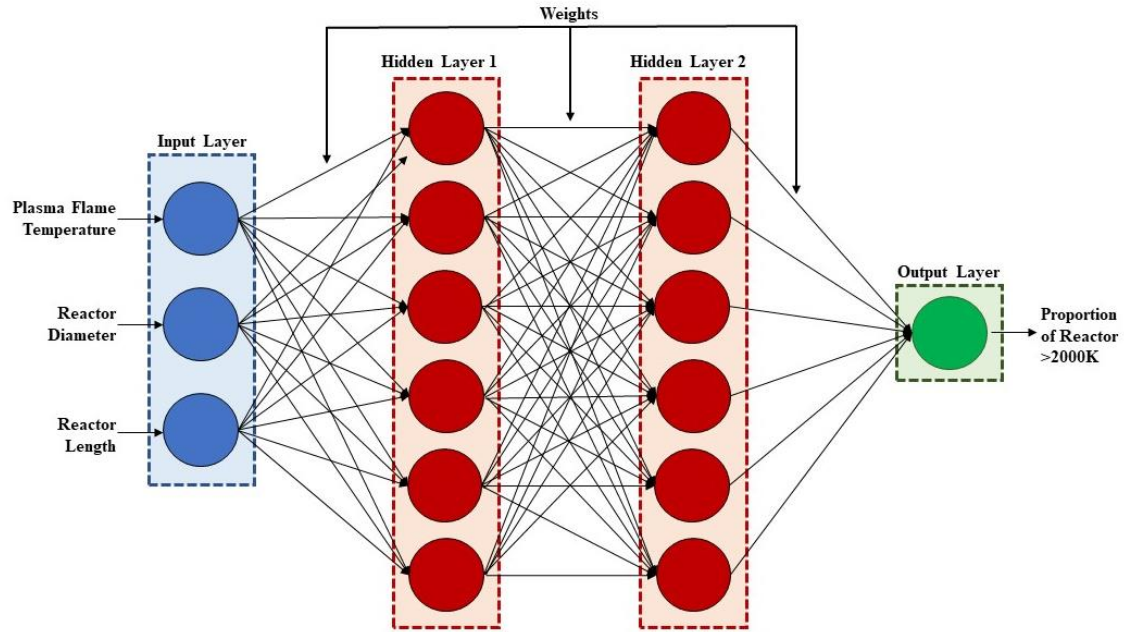 Weights
Hidden Layer 1
Hidden Layer 2
Input Layer
Plasma Flame
Temperature
Reactor
Diameter
Reactor
Length
Output Layer
Proportion
of Reactor
>2000K